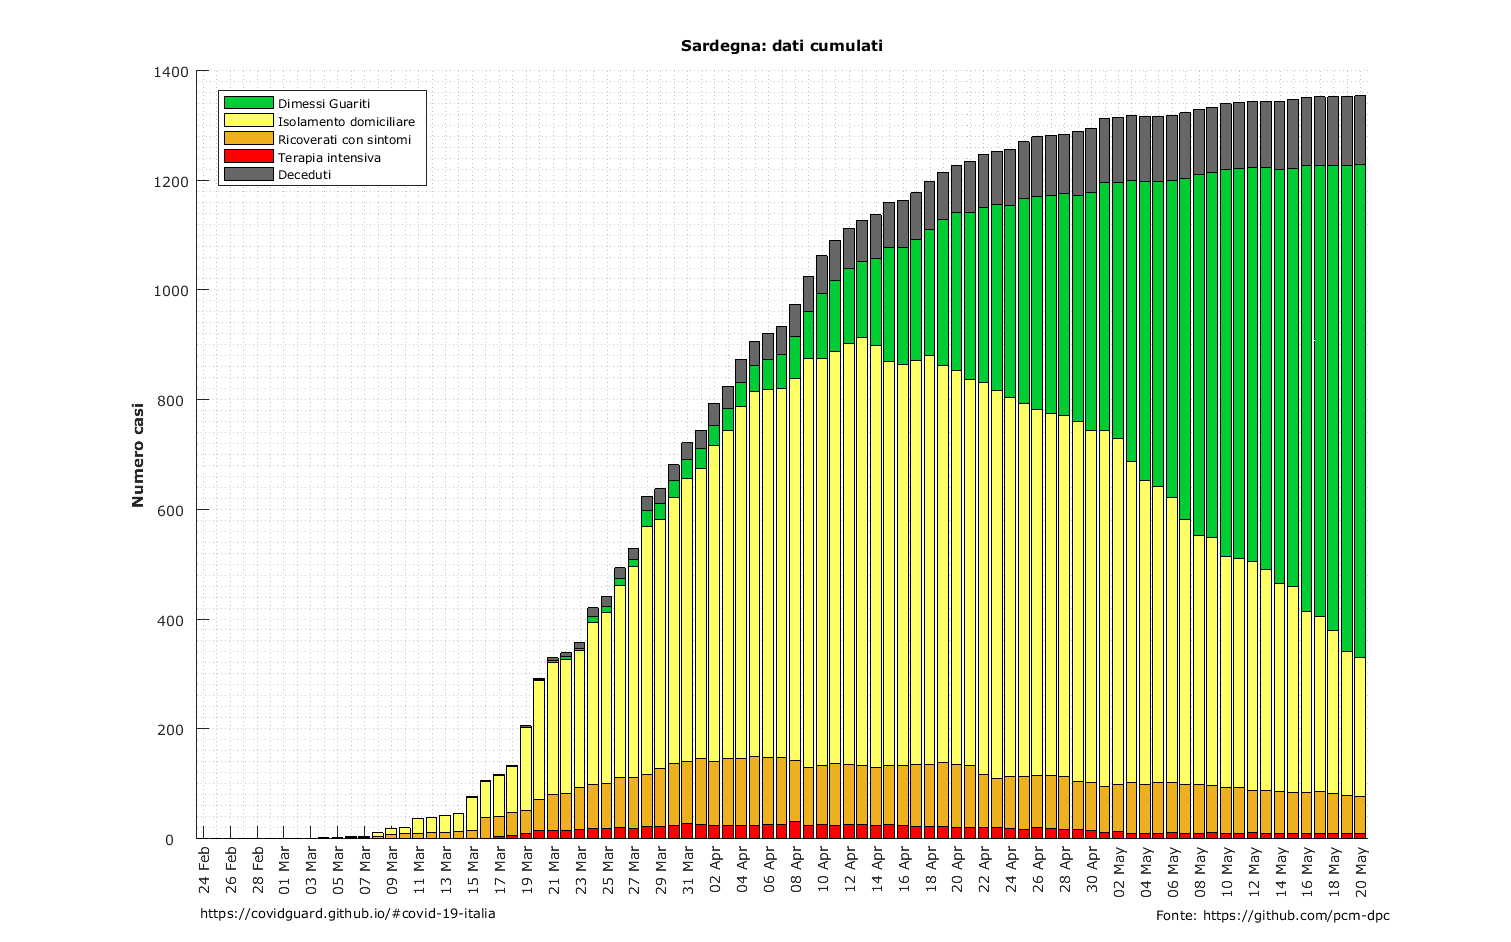 Sardegna: dati cumulati
1400
1200
1000
800
600
400
200
0
Numero casi
Dimessi Guariti
Isolamento domiciliare
Ricoverati con sintomi
Terapia intensiva
Deceduti
24 Feb
26 Feb
28 Feb
01 Mar
03 Mar
05 Mar
07 Mar
09 Mar
11 Mar
13 Mar
15 Mar
17 Mar
19 Mar
21 Mar
23 Mar
25 Mar
27 Mar
29 Mar
31 Mar
02 Apr
04 Apr
06 Apr
08 Apr
10 Apr
12 Apr
14 Apr
16 Apr
18 Apr
20 Apr
22 Apr
24 Apr
26 Apr
28 Apr
30 Apr
02 May
04 May
06 May
08 May
10 May
12 May
14 May
16 May
18 May
20 May
https://covidguard.github.io/#covid-19-italia
Fonte: https://github.com/pcm-dpc